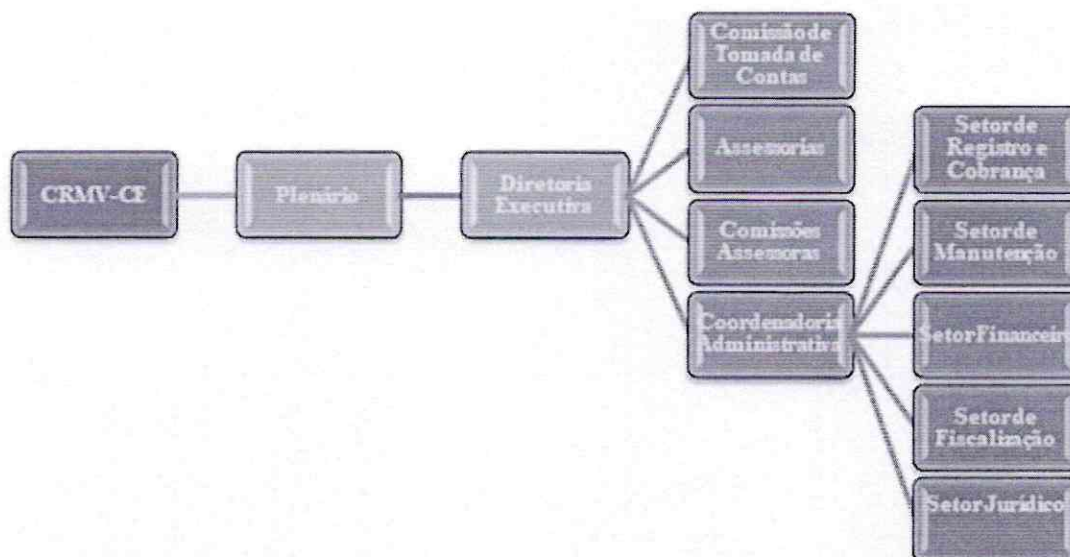 CRMV-CE
Plenário
Diretoria
Executiva
Comissão de
Tomada de
Contas
Assessorias
Comissões
Assessoras
Coordenadoria
Administrativa
Setor de
Registro e
Cobrança
Setor de
Manutenção
Setor Financeiro
Setor de
Fiscalização
Setor Jurídico